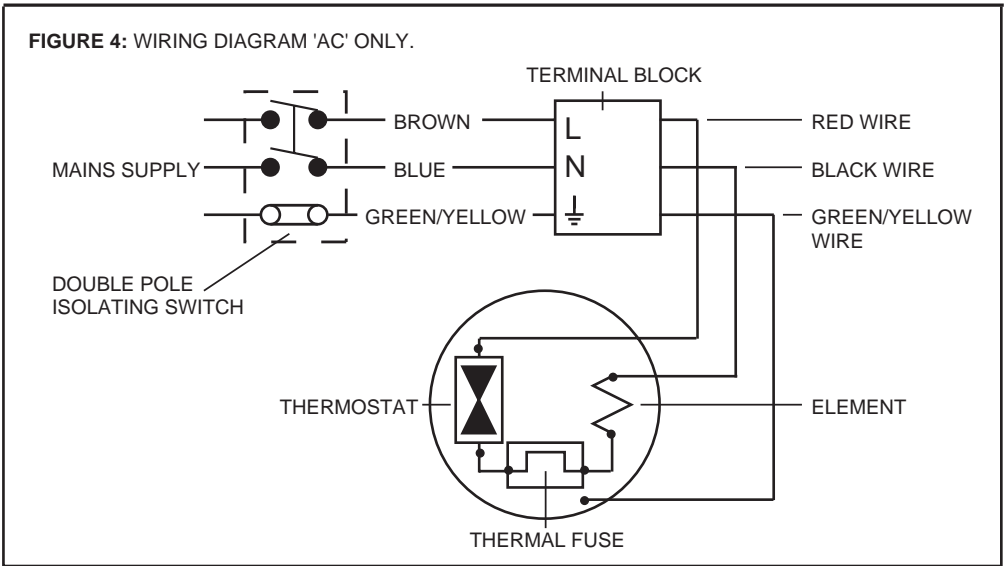 FIGURE 4: WIRING DIAGRAM 'AC' ONLY.
TERMINAL BLOCK
BROWN
L
RED WIRE
MAINS SUPPLY
BLUE
N
BLACK WIRE
GREEN/YELLOW
GREEN/YELLOW
WIRE
DOUBLE POLE
ISOLATING SWITCH
THERMOSTAT
ELEMENT
THERMAL FUSE